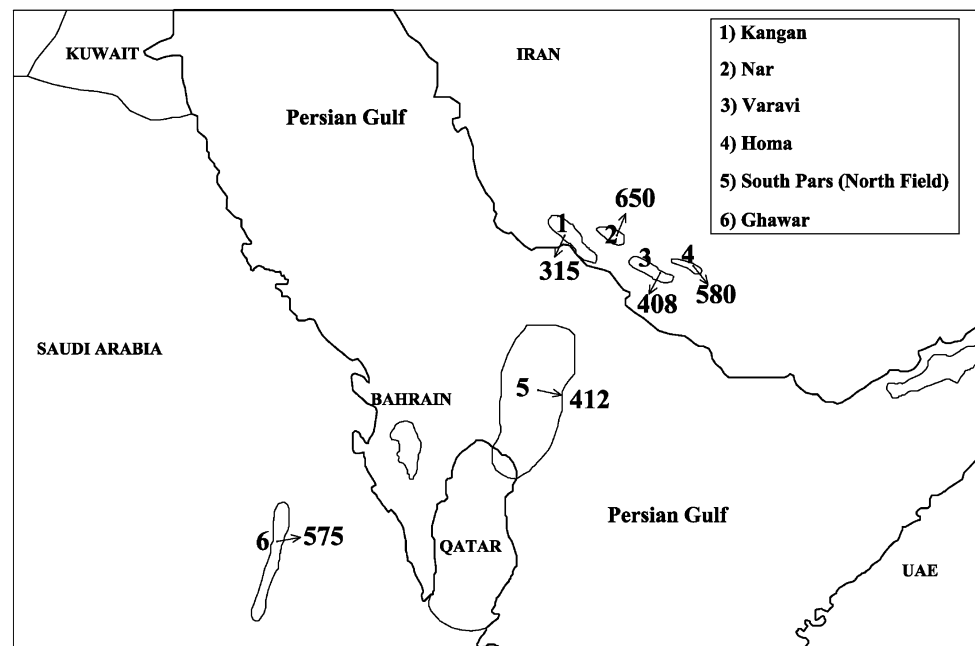 KUWAIT
IRAN
1) Kangan
2) Nar
3) Varavi
4) Homa
5) South Pars (North Field)
6) Ghawar
Persian Gulf
650
1
2
315
3
4
408
580
SAUDI ARABIA
5
412
BAHRAIN
6
575
QATAR
Persian Gulf
UAE